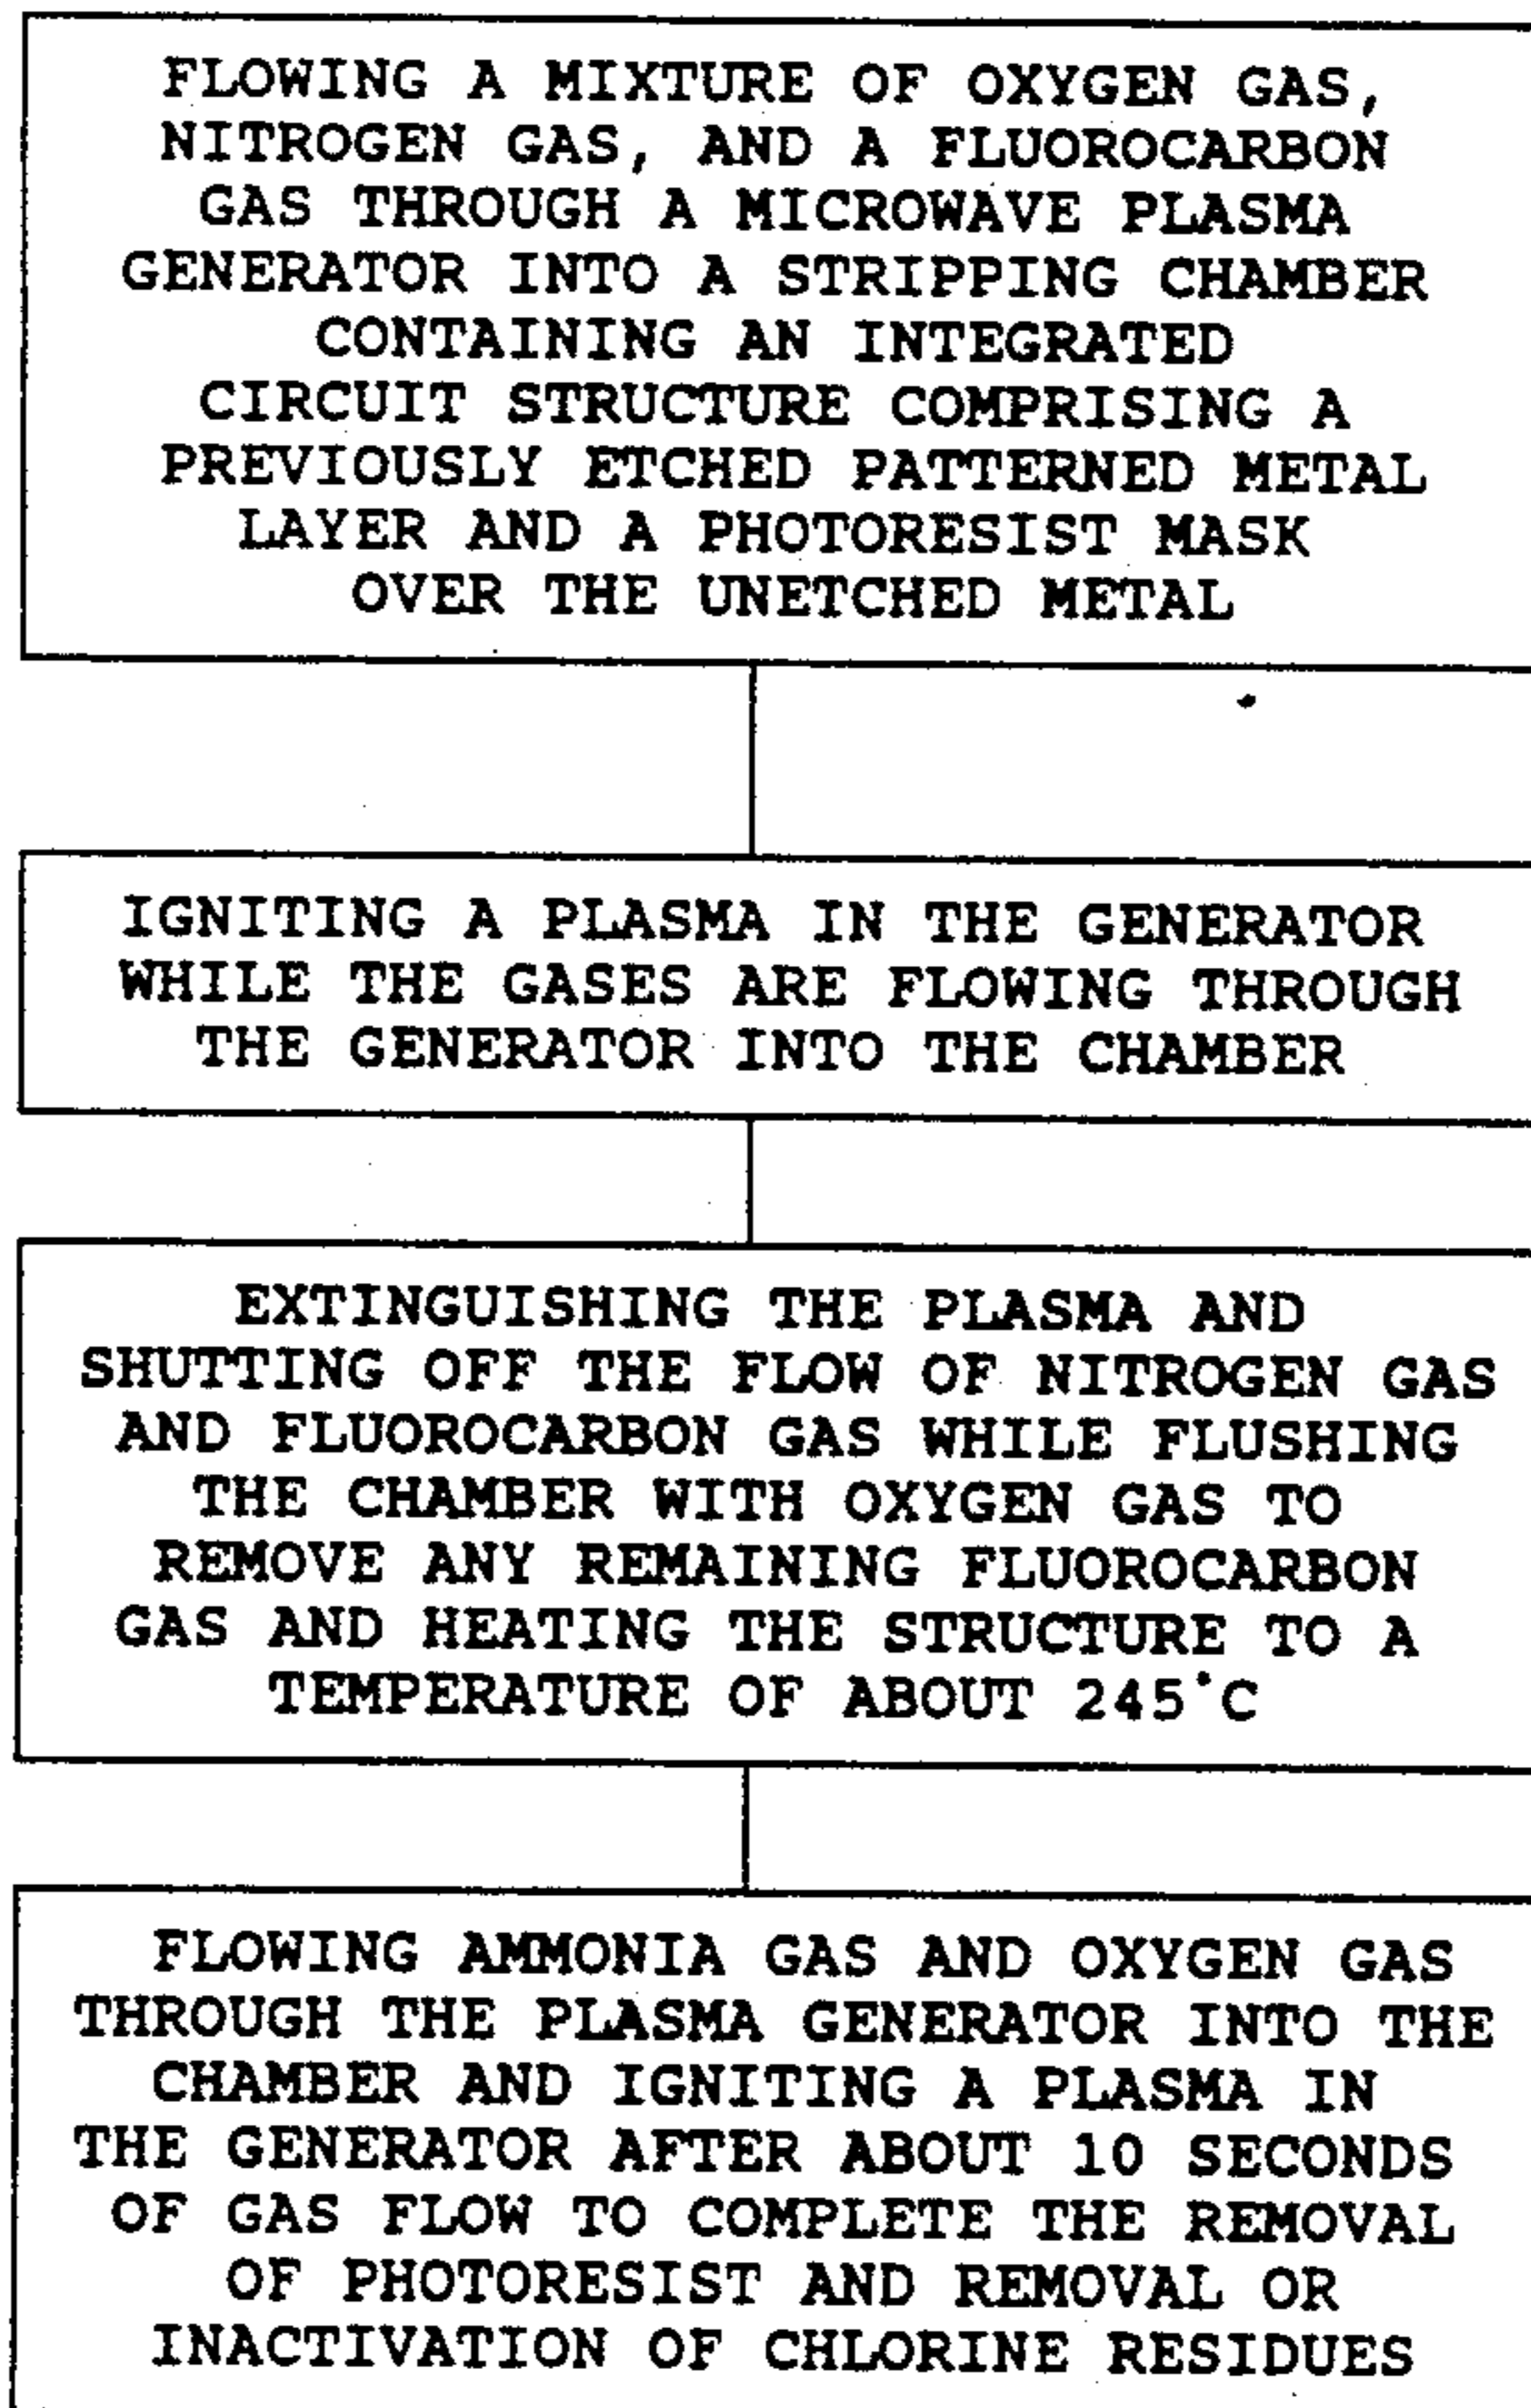 FLOWING A MIXTURE OF OXYGEN GAS,
NITROGEN GAS, AND A FLUOROCARBON
GAS THROUGH A MICROWAVE PLASMA
GENERATOR INTO A STRIPPING CHAMBER
CONTAINING AN INTEGRATED
CIRCUIT STRUCTURE COMPRISING A
PREVIOUSLY ETCHED PATTERNED METAL
LAYER AND A PHOTORESIST MASK
OVER THE UNETCHED METAL
IGNITING A PLASMA IN THE GENERATOR
WHILE THE GASES ARE FLOWING THROUGH
THE GENERATOR INTO THE CHAMBER
EXTINGUISHING THE PLASMA AND
SHUTTING OFF THE FLOW OF NITROGEN GAS
AND FLUOROCARBON GAS WHILE FLUSHING
THE CHAMBER WITH OXYGEN GAS TO
REMOVE ANY REMAINING FLUOROCARBON
GAS AND HEATING THE STRUCTURE TO A
TEMPERATURE OF ABOUT 245°C
FLOWING AMMONIA GAS AND OXYGEN GAS
THROUGH THE PLASMA GENERATOR INTO THE
CHAMBER AND IGNITING A PLASMA IN
THE GENERATOR AFTER ABOUT 10 SECONDS
OF GAS FLOW TO COMPLETE THE REMOVAL
OF PHOTORESIST AND REMOVAL OR
INACTIVATION OF CHLORINE RESIDUES